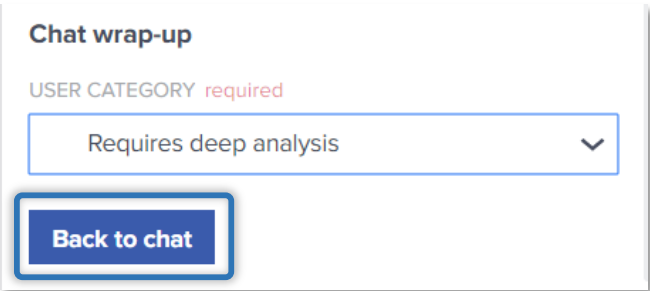 Chat wrap-up
USER CATEGORY required
Requires deep analysis
Back to chat